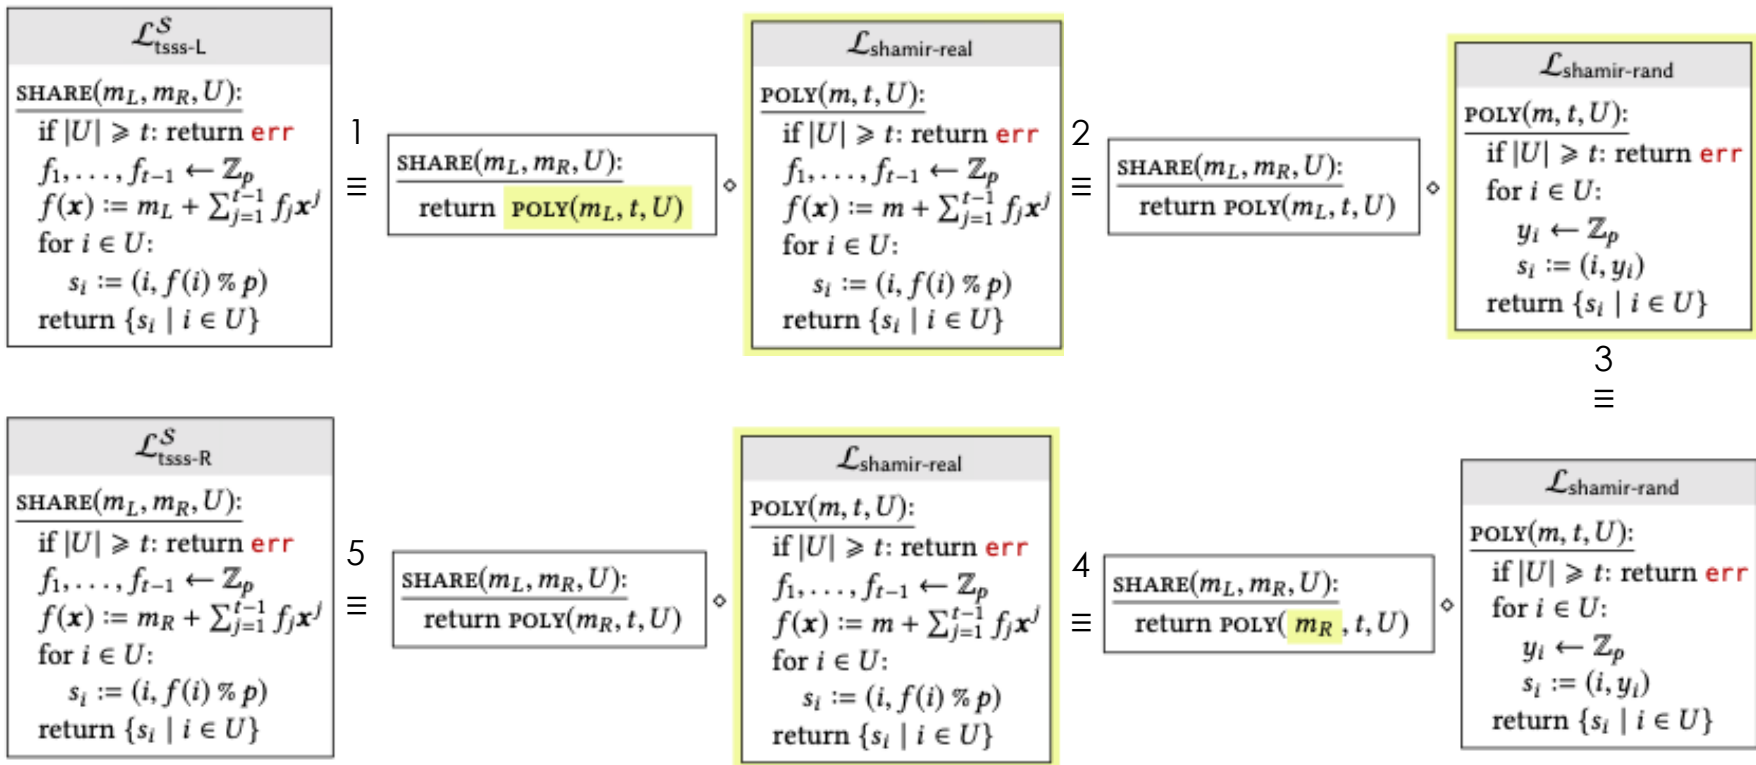 𝓛^𝒮_tsss-L
SHARE(m_L, m_R, U):
if |U| ⩾ t: return err
f_1, . . . , f_{t−1} ← ℤ_p
f(𝒙) := m_L + ∑_{j=1}^{t−1} f_j 𝒙^j
for i ∈ U:
s_i := (i, f(i) % p)
return {s_i | i ∈ U}
1
≡
SHARE(m_L, m_R, U):
return POLY(m_L, t, U)
⋄
𝓛_shamir-real
POLY(m, t, U):
if |U| ⩾ t: return err
f_1, . . . , f_{t−1} ← ℤ_p
f(𝒙) := m + ∑_{j=1}^{t−1} f_j 𝒙^j
for i ∈ U:
s_i := (i, f(i) % p)
return {s_i | i ∈ U}
2
≡
SHARE(m_L, m_R, U):
return POLY(m_L, t, U)
⋄
𝓛_shamir-rand
POLY(m, t, U):
if |U| ⩾ t: return err
for i ∈ U:
y_i ← ℤ_p
s_i := (i, y_i)
return {s_i | i ∈ U}
3
≡
𝓛^𝒮_tsss-R
SHARE(m_L, m_R, U):
if |U| ⩾ t: return err
f_1, . . . , f_{t−1} ← ℤ_p
f(𝒙) := m_R + ∑_{j=1}^{t−1} f_j 𝒙^j
for i ∈ U:
s_i := (i, f(i) % p)
return {s_i | i ∈ U}
5
≡
SHARE(m_L, m_R, U):
return POLY(m_R, t, U)
⋄
𝓛_shamir-real
POLY(m, t, U):
if |U| ⩾ t: return err
f_1, . . . , f_{t−1} ← ℤ_p
f(𝒙) := m + ∑_{j=1}^{t−1} f_j 𝒙^j
for i ∈ U:
s_i := (i, f(i) % p)
return {s_i | i ∈ U}
4
≡
SHARE(m_L, m_R, U):
return POLY( m_R , t, U)
⋄
𝓛_shamir-rand
POLY(m, t, U):
if |U| ⩾ t: return err
for i ∈ U:
y_i ← ℤ_p
s_i := (i, y_i)
return {s_i | i ∈ U}